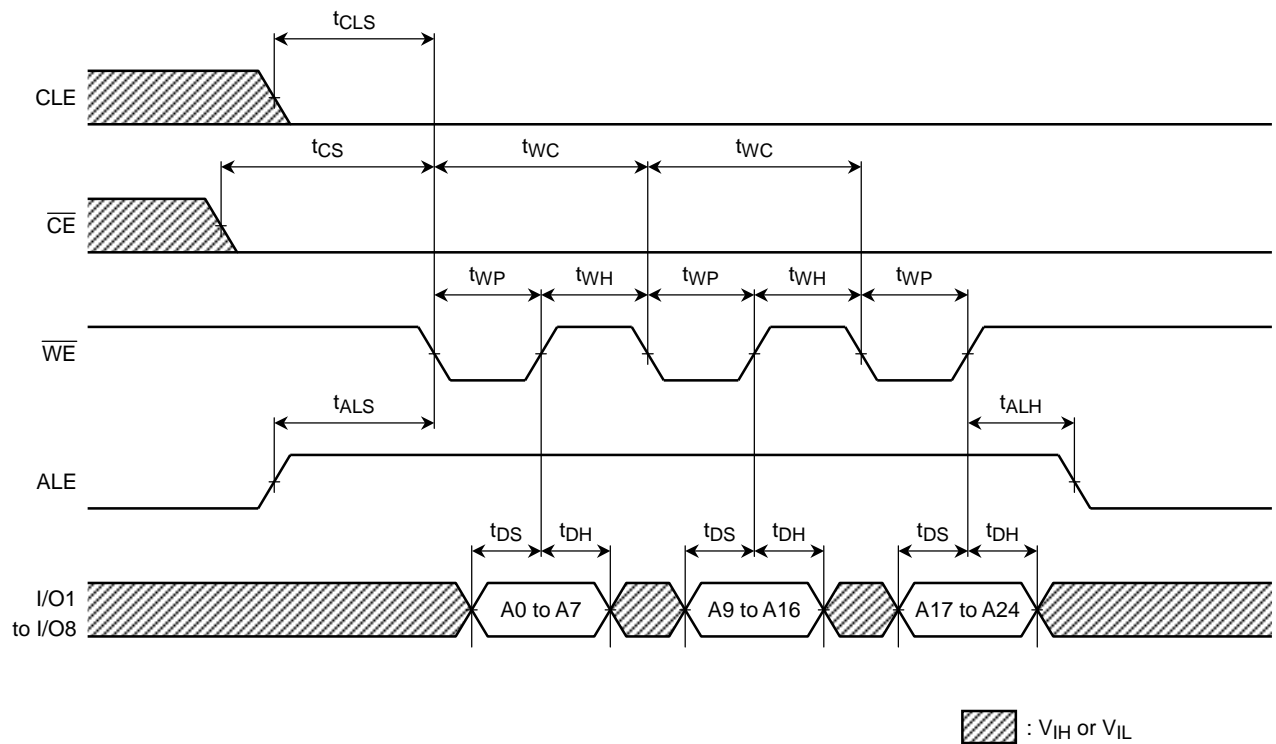 tCLS
CLE
tCS tWC tWC
CE
tWP tWH tWP tWH tWP
WE
tALS tALH
ALE
tDS tDH tDS tDH tDS tDH
I/O1
to I/O8
A0 to A7 A9 to A16 A17 to A24
: VIH or VIL